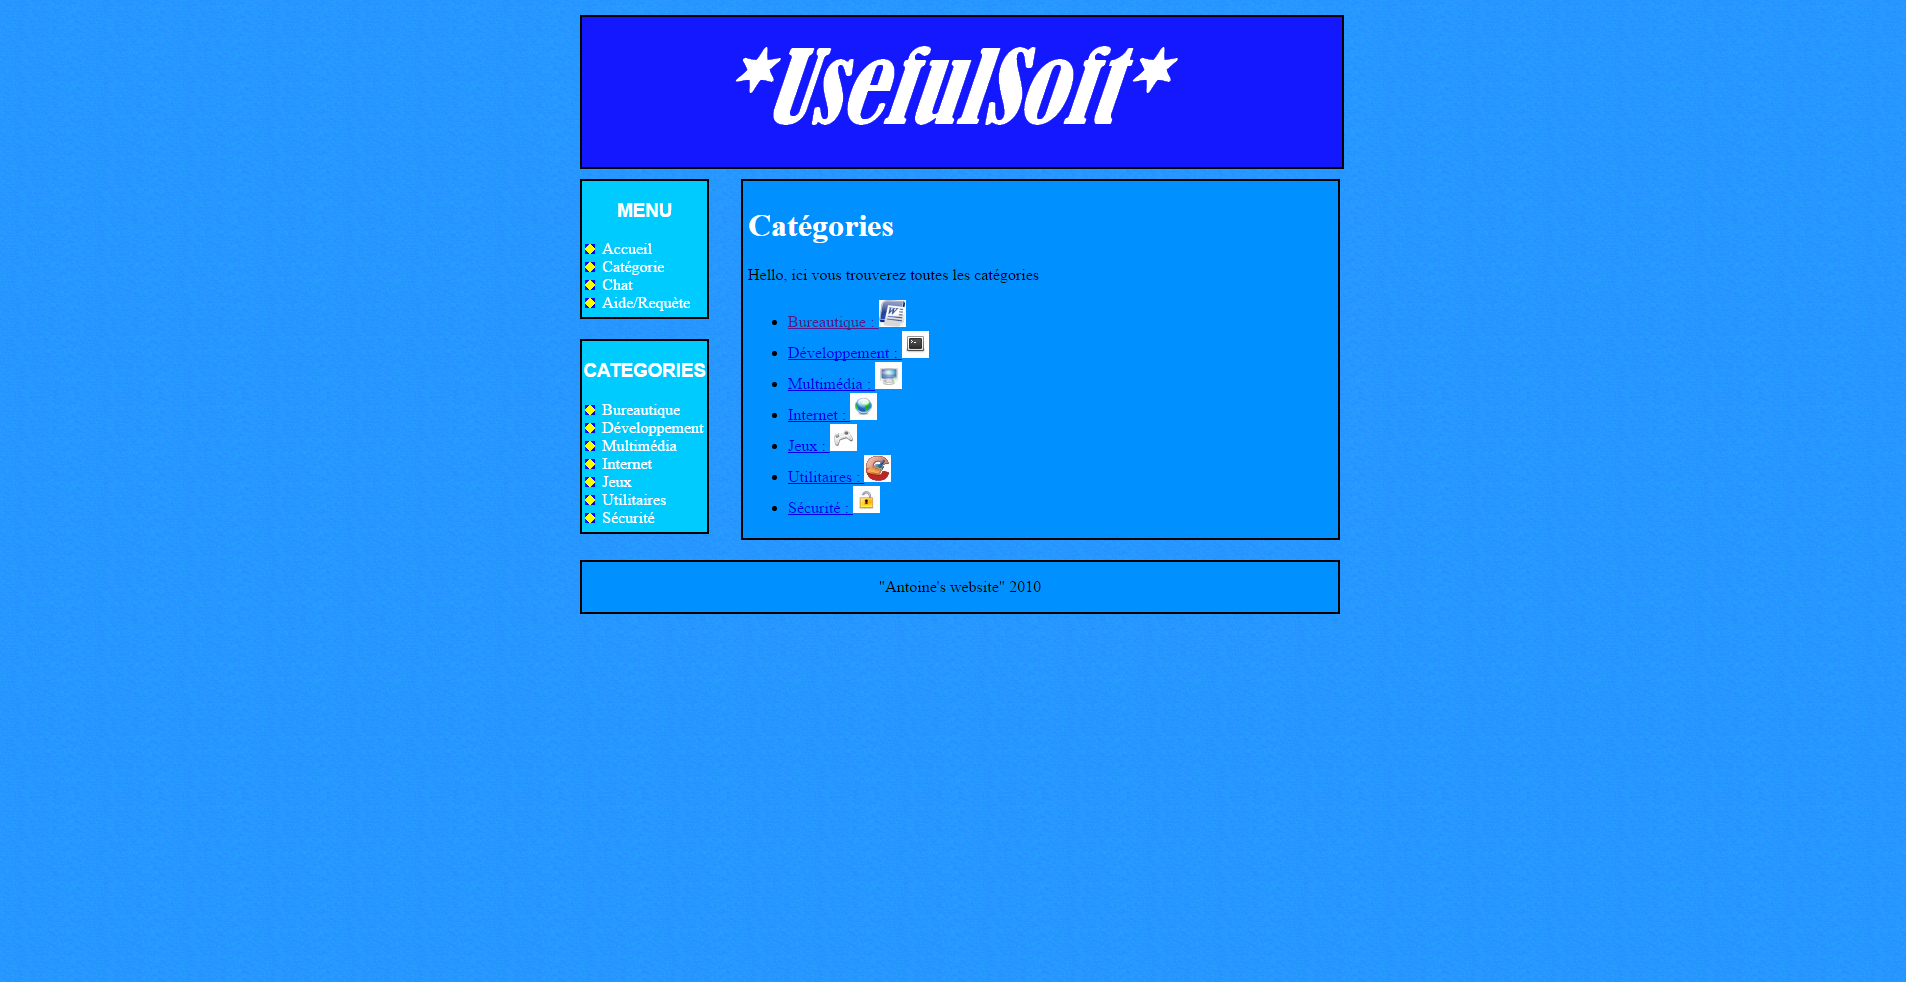 *UsefulSoft*
MENU
Accueil
Catégorie
Chat
Aide/Requète
CATEGORIES
Bureautique
Développement
Multimédia
Internet
Jeux
Utilitaires
Sécurité
Catégories
Hello, ici vous trouverez toutes les catégories
Bureautique :
Développement :
Multimédia :
Internet :
Jeux :
Utilitaires :
Sécurité :
"Antoine's website" 2010